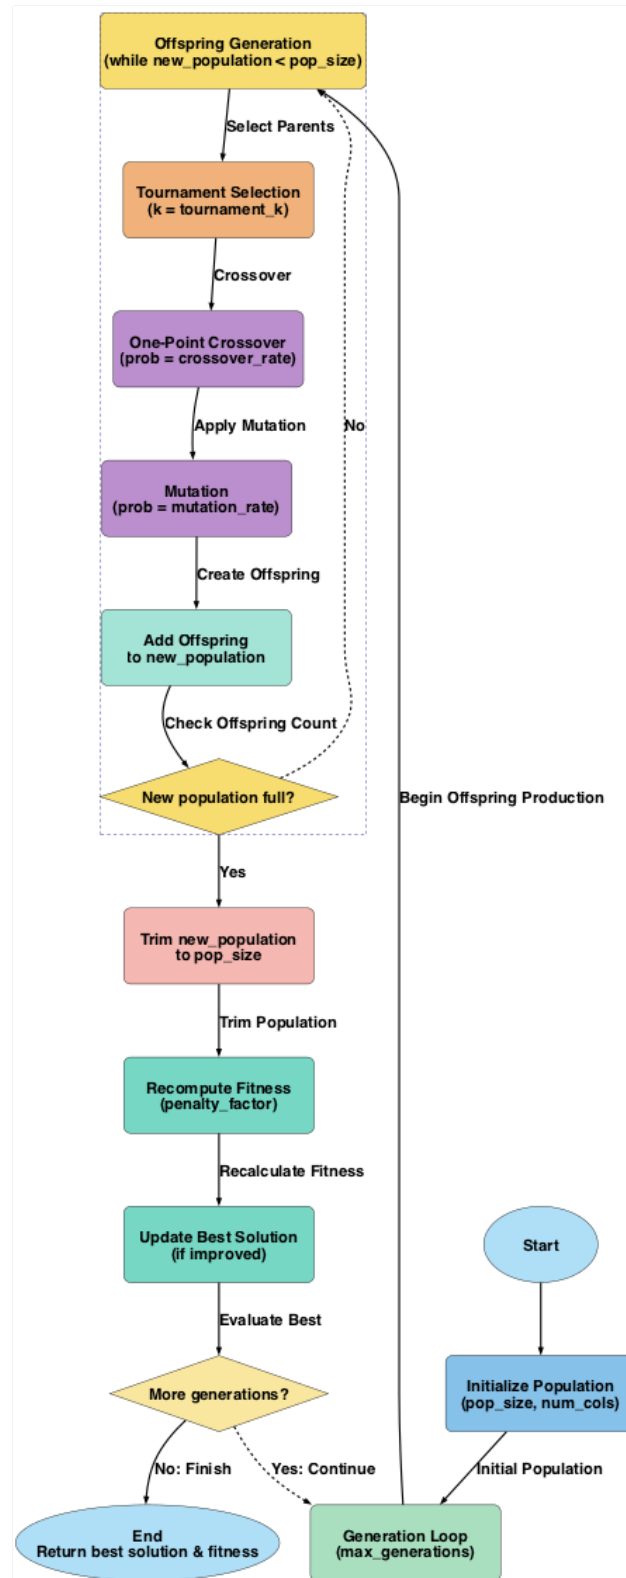 Offspring Generation
(while new_population < pop_size)
Select Parents
Tournament Selection
(k = tournament_k)
Crossover
One-Point Crossover
(prob = crossover_rate)
Apply Mutation
No
Mutation
(prob = mutation_rate)
Create Offspring
Add Offspring
to new_population
Check Offspring Count
New population full?
Begin Offspring Production
Yes
Trim new_population
to pop_size
Trim Population
Recompute Fitness
(penalty_factor)
Recalculate Fitness
Update Best Solution
(if improved)
Start
Evaluate Best
More generations?
Initialize Population
(pop_size, num_cols)
No: Finish
Yes: Continue
Initial Population
End
Return best solution & fitness
Generation Loop
(max_generations)